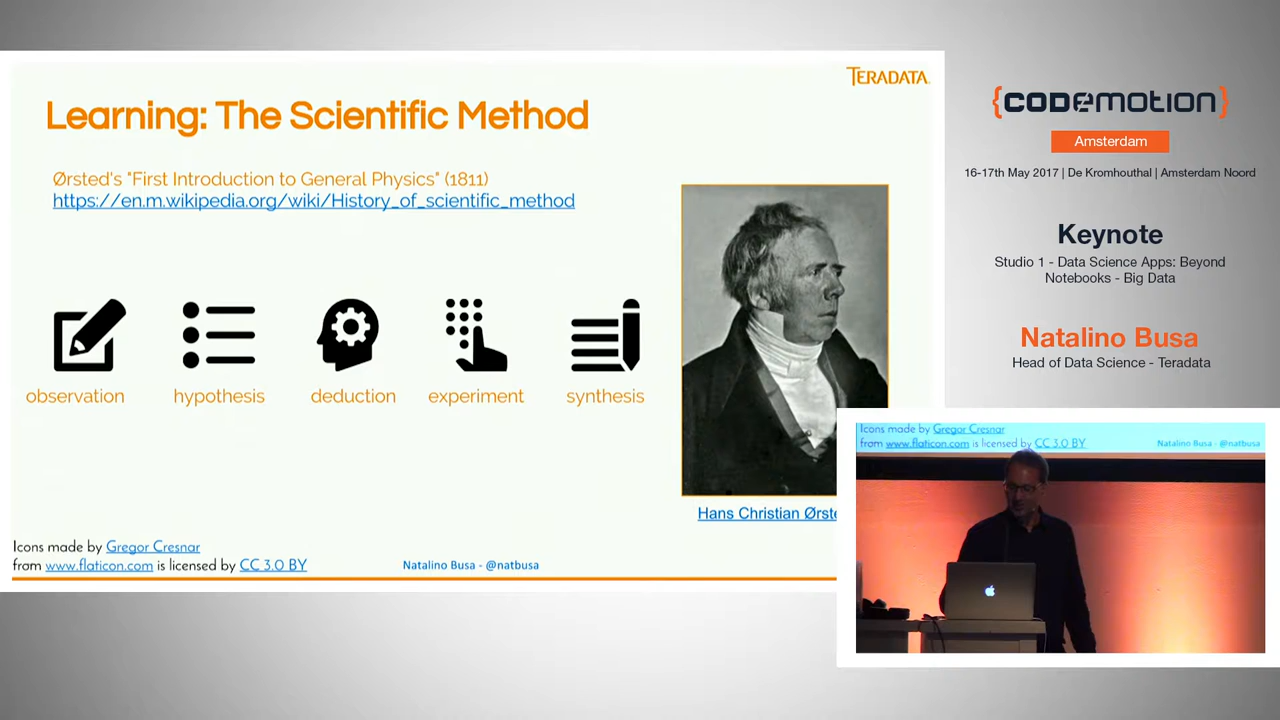 TERADATA.
Learning: The Scientific Method
Ørsted's "First Introduction to General Physics" (1811)
https://en.m.wikipedia.org/wiki/History_of_scientific_method
observation
hypothesis
deduction
experiment
synthesis
Hans Christian Ørste
Icons made by Gregor Cresnar
from www.flaticon.com is licensed by CC 3.0 BY
Natalino Busa - @natbusa
{CODEMOTION}
Amsterdam
16-17th May 2017 | De Kromhouthal | Amsterdam Noord
Keynote
Studio 1 - Data Science Apps: Beyond
Notebooks - Big Data
Natalino Busa
Head of Data Science - Teradata
Icons made by Gregor Cresnar
from www.flaticon.com is licensed by CC 3.0 BY
Natalino Busa - @natbusa